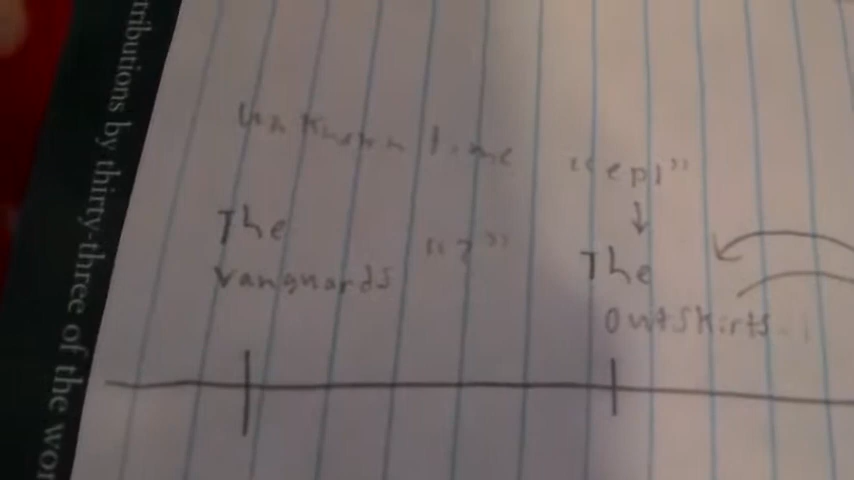 tributions by thirty-three of the wor
Unknown time
The
Vanguards
"?"
"ep1"
The
Outskirts